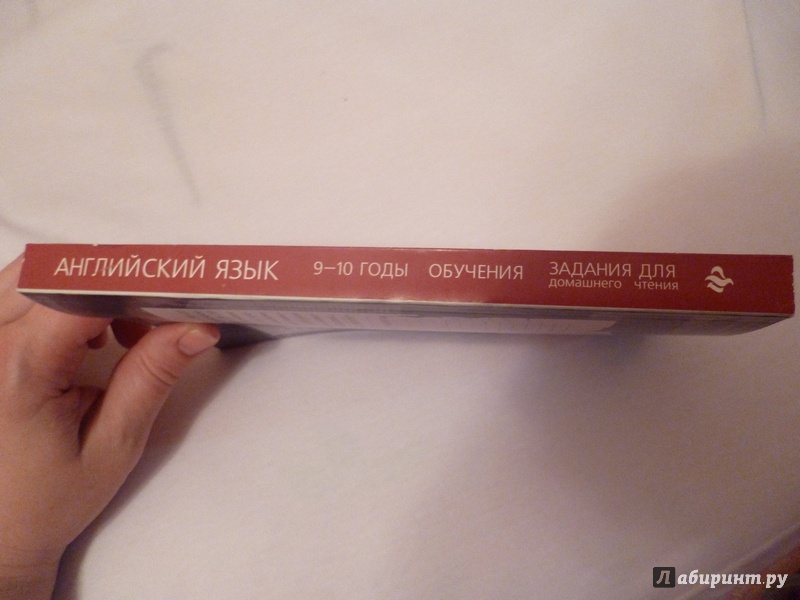 АНГЛИЙСКИЙ ЯЗЫК 9–10 ГОДЫ ОБУЧЕНИЯ ЗАДАНИЯ ДЛЯ
домашнего чтения
Лабиринт.ру